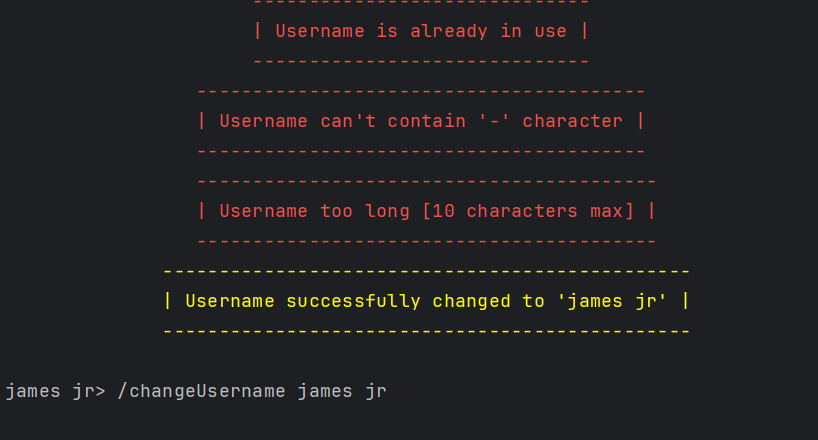 ------------------------------
| Username is already in use |
------------------------------
----------------------------------------
| Username can't contain '-' character |
----------------------------------------
-----------------------------------------
| Username too long [10 characters max] |
-----------------------------------------
-----------------------------------------------
| Username successfully changed to 'james jr' |
-----------------------------------------------
james jr> /changeUsername james jr